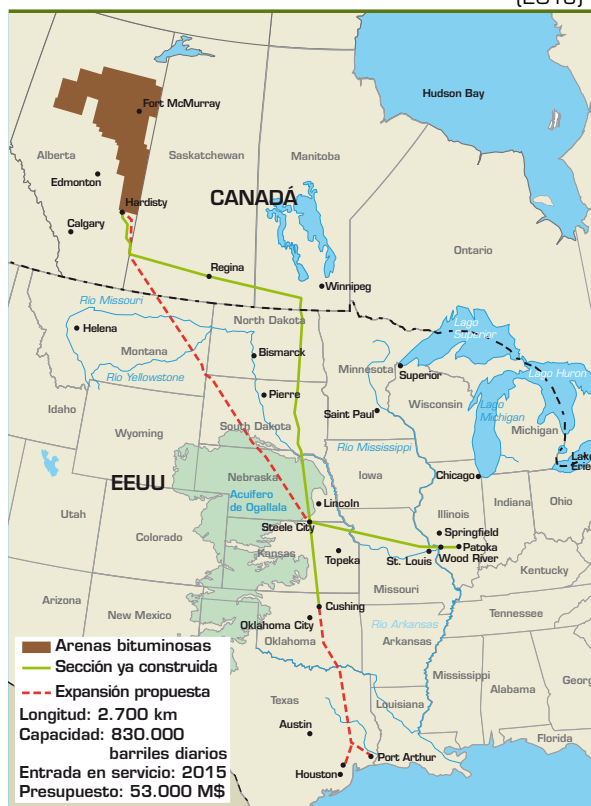 (2010)
Hudson Bay
Fort McMurray
Alberta
Saskatchewan
Manitoba
Edmonton
Hardisty
CANADÁ
Calgary
Ontario
Regina
Winnipeg
Río Missouri
North Dakota
Lago
Superior
Helena
Montana
Bismarck
Minnesota
Superior
Lago Huron
Río Yellowstone
Pierre
Wisconsin
Lago
Michigan
Michigan
Idaho
Saint Paul
South Dakota
Wyoming
Río Mississippi
Lake
Erie
EEUU
Nebraska
Iowa
Chicago
Acuífero
de Ogallala
Lincoln
Illinois
Indiana
Ohio
Utah
Steele City
Springfield
Colorado
Kansas
Patoka
Topeka
St. Louis
Wood River
Kentucky
Missouri
Arizona
New Mexico
Cushing
Tennessee
Oklahoma City
Río Arkansas
Oklahoma
Arkansas
Arenas bituminosas
Sección ya construida
Mississippi
Georg
Alabama
Expansión propuesta
Texas
Louisiana
Longitud: 2.700 km
Austin
Florida
Capacidad: 830.000
barriles diarios
Port Arthur
Entrada en servicio: 2015
Houston
Presupuesto: 53.000 M$